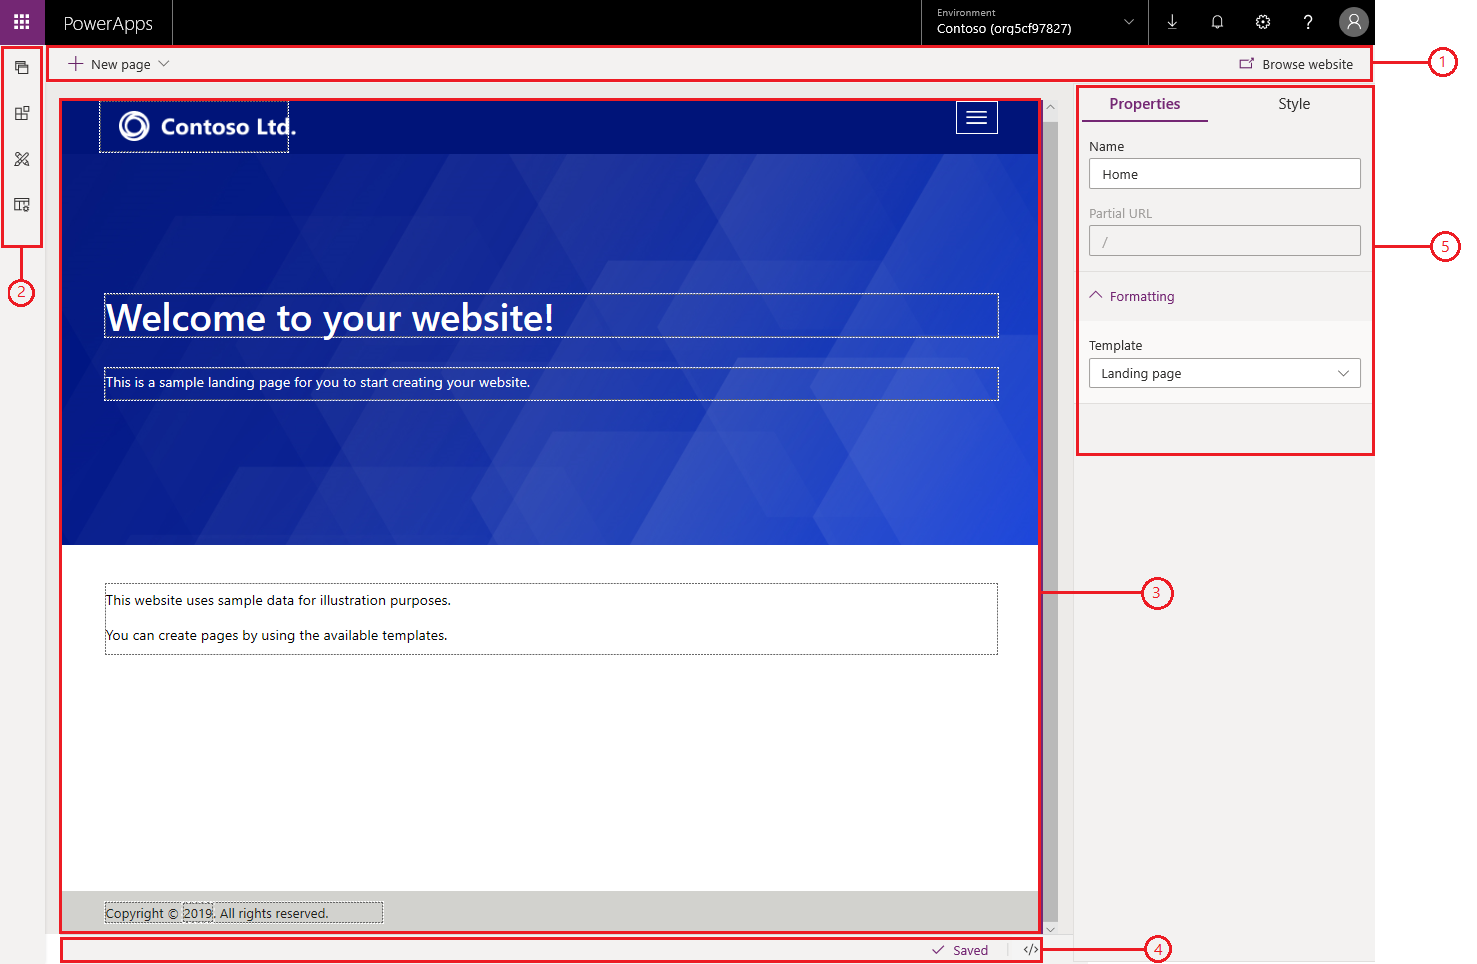 PowerApps
Environment
Contoso (org5cf97827)
?
New page
Browse website
1
2
Contoso Ltd.
Welcome to your website!
This is a sample landing page for you to start creating your website.
This website uses sample data for illustration purposes.
You can create pages by using the available templates.
Copyright © 2019. All rights reserved.
3
Saved
</>
4
Properties
Style
Name
Home
Partial URL
/
Formatting
Template
Landing page
5